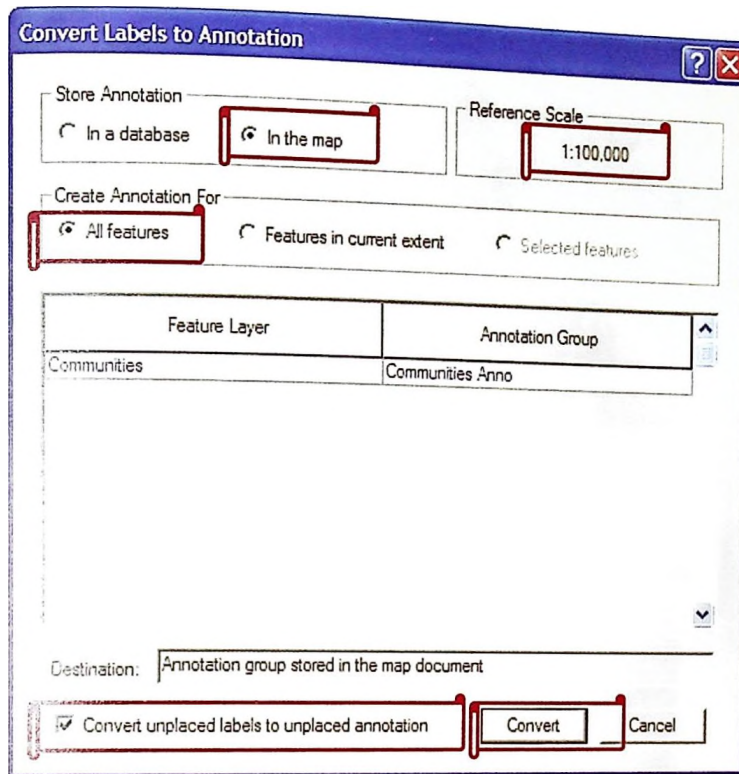 Convert Labels to Annotation
?
Store Annotation
In a database
In the map
Reference Scale
1:100,000
Create Annotation For
All features
Features in current extent
Selected features
Feature Layer
Annotation Group
Communities
Communities Anno
Destination:
Annotation group stored in the map document
Convert unplaced labels to unplaced annotation
Convert
Cancel